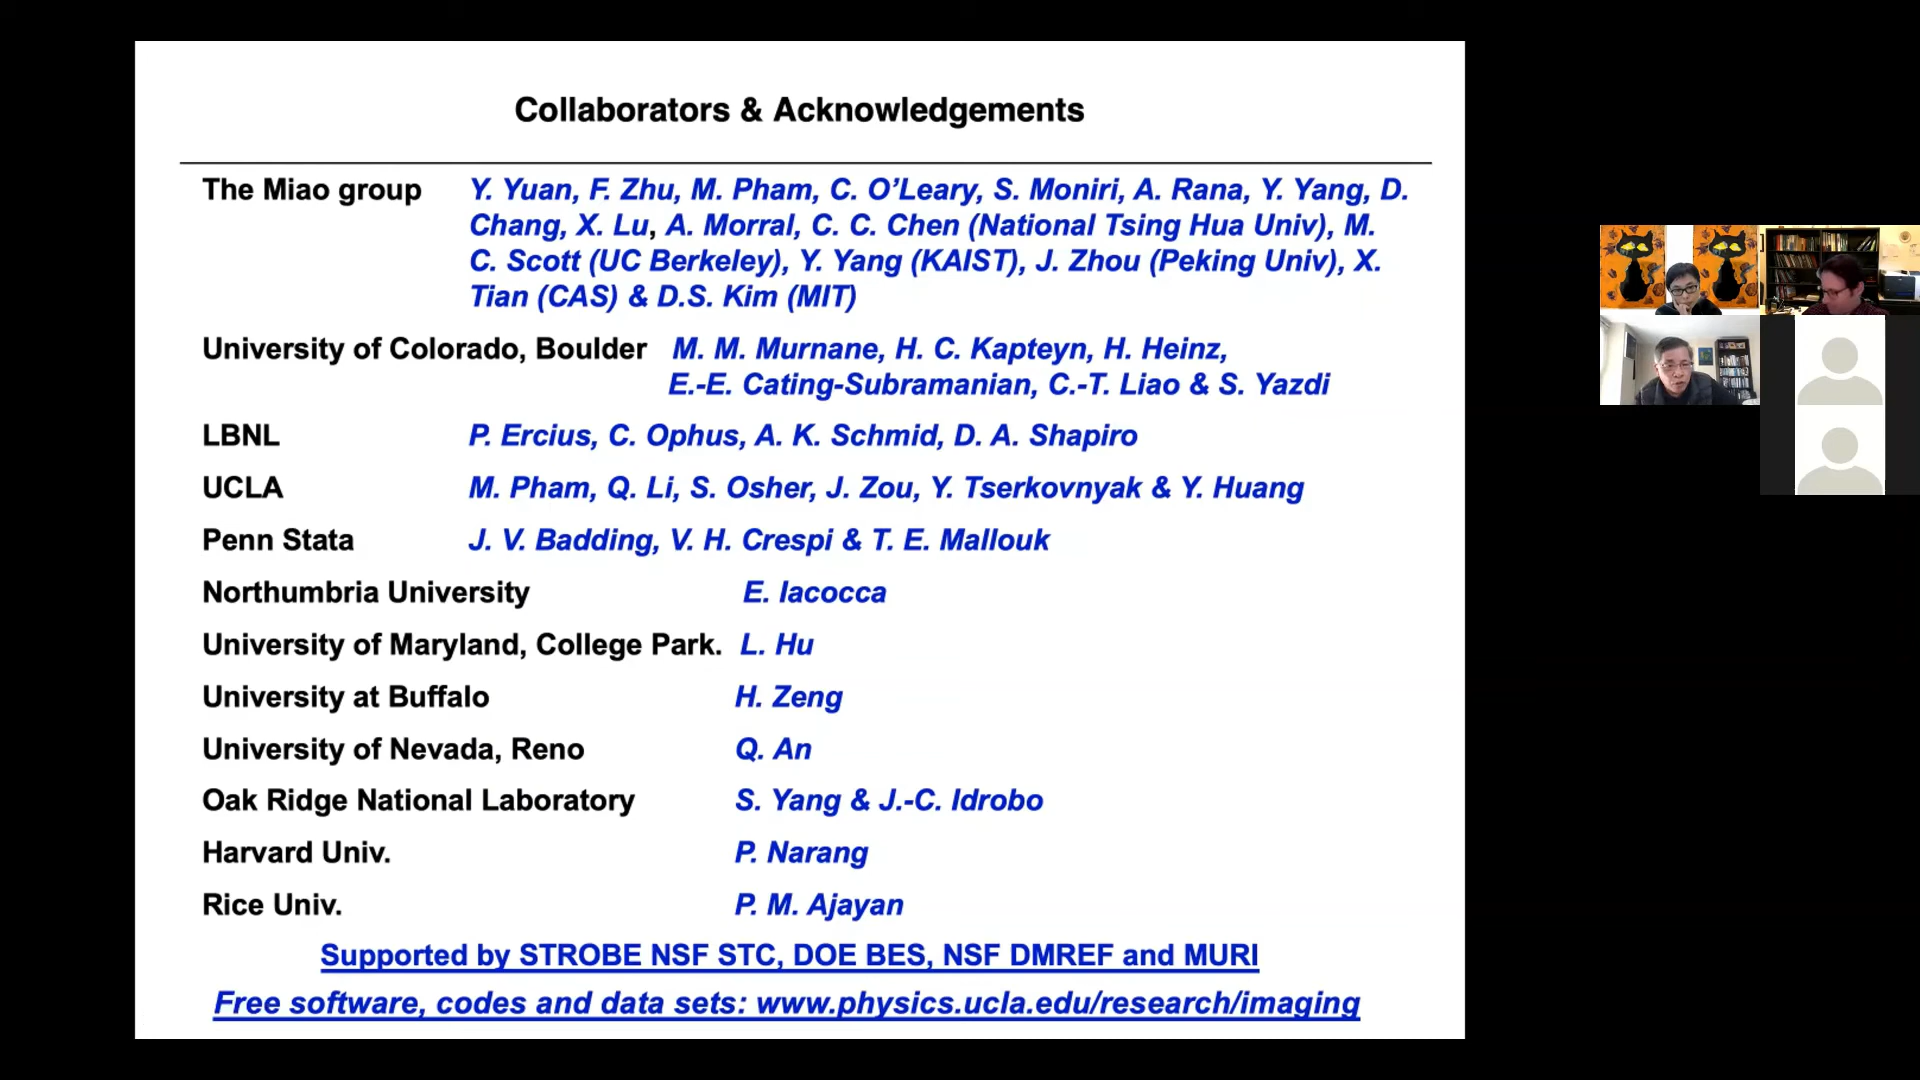 Collaborators & Acknowledgements
The Miao group Y. Yuan, F. Zhu, M. Pham, C. O’Leary, S. Moniri, A. Rana, Y. Yang, D.
Chang, X. Lu, A. Morral, C. C. Chen (National Tsing Hua Univ), M.
C. Scott (UC Berkeley), Y. Yang (KAIST), J. Zhou (Peking Univ), X.
Tian (CAS) & D.S. Kim (MIT)
University of Colorado, Boulder M. M. Murnane, H. C. Kapteyn, H. Heinz,
E.-E. Cating-Subramanian, C.-T. Liao & S. Yazdi
LBNL P. Ercius, C. Ophus, A. K. Schmid, D. A. Shapiro
UCLA M. Pham, Q. Li, S. Osher, J. Zou, Y. Tserkovnyak & Y. Huang
Penn Stata J. V. Badding, V. H. Crespi & T. E. Mallouk
Northumbria University E. Iacocca
University of Maryland, College Park. L. Hu
University at Buffalo H. Zeng
University of Nevada, Reno Q. An
Oak Ridge National Laboratory S. Yang & J.-C. Idrobo
Harvard Univ. P. Narang
Rice Univ. P. M. Ajayan
Supported by STROBE NSF STC, DOE BES, NSF DMREF and MURI
Free software, codes and data sets: www.physics.ucla.edu/research/imaging